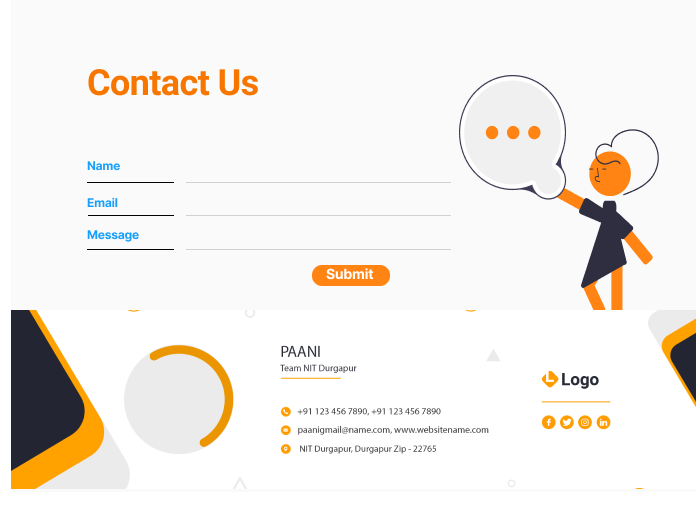 Contact Us
Name
Email
Message
Submit
PAANI
Team NIT Durgapur
+91 123 456 7890, +91 123 456 7890
paanigmail@name.com, www.websitename.com
NIT Durgapur, Durgapur Zip - 22765
Logo